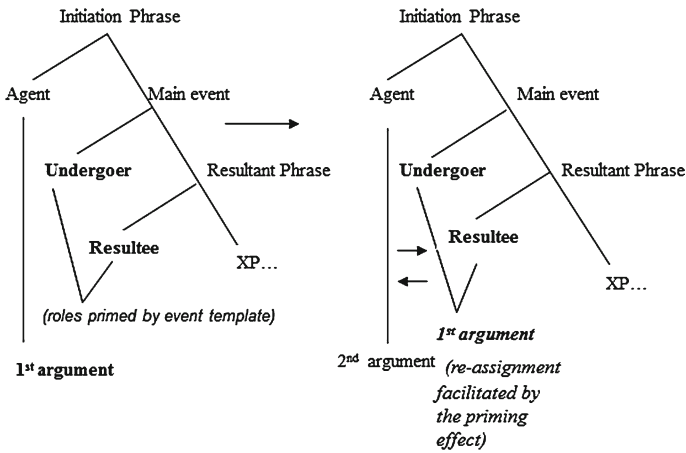 Initiation Phrase
Agent
Main event
Undergoer
Resultant Phrase
Resultee
XP...
(roles primed by event template)
1st argument
Initiation Phrase
Agent
Main event
Undergoer
Resultant Phrase
Resultee
XP...
1st argument
2nd argument
(re-assignment
facilitated by
the priming
effect)